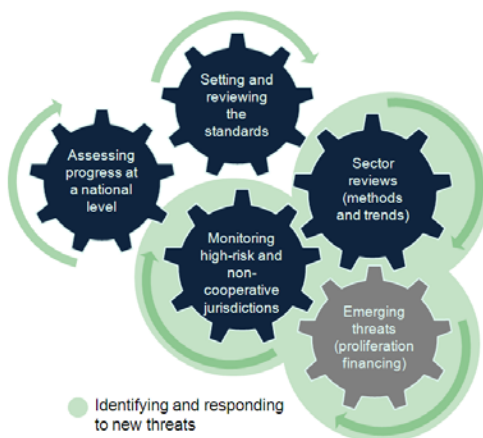 Setting and
reviewing
the
standards
Assessing
progress at
a national
level
Sector
reviews
(methods
and trends)
Monitoring
high-risk and
non-
cooperative
jurisdictions
Emerging
threats
(proliferation
financing)
Identifying and responding
to new threats